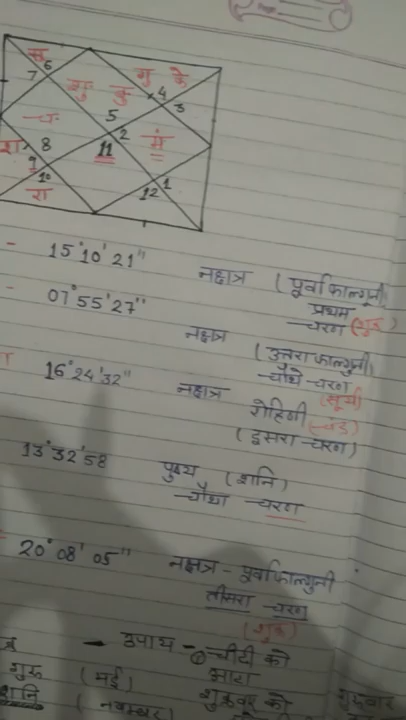 सू 6
7 शु बु 4 गु के
3
5
च 2 मं
श 8 11
9
10 1
रा 12
- 15°10'21" नक्षत्र (पूर्वाफाल्गुनी)
प्रथम
- 07°55'27" चरण (शुक्र)
नक्षत्र (उत्तराफाल्गुनी)
चौथे चरण
16°24'32" (सूर्य)
नक्षत्र रोहिणी (चंद्र)
(दूसरा चरण)
13°32'58 पुष्य (शनि)
चौथा चरण
20°08'05" नक्षत्र - पूर्वाफाल्गुनी
तीसरा चरण
(शुक्र)
→ उपाय - ① चींटी को
आटा
गुरू (मई)
शनि (नवम्बर) शुक्रवार को